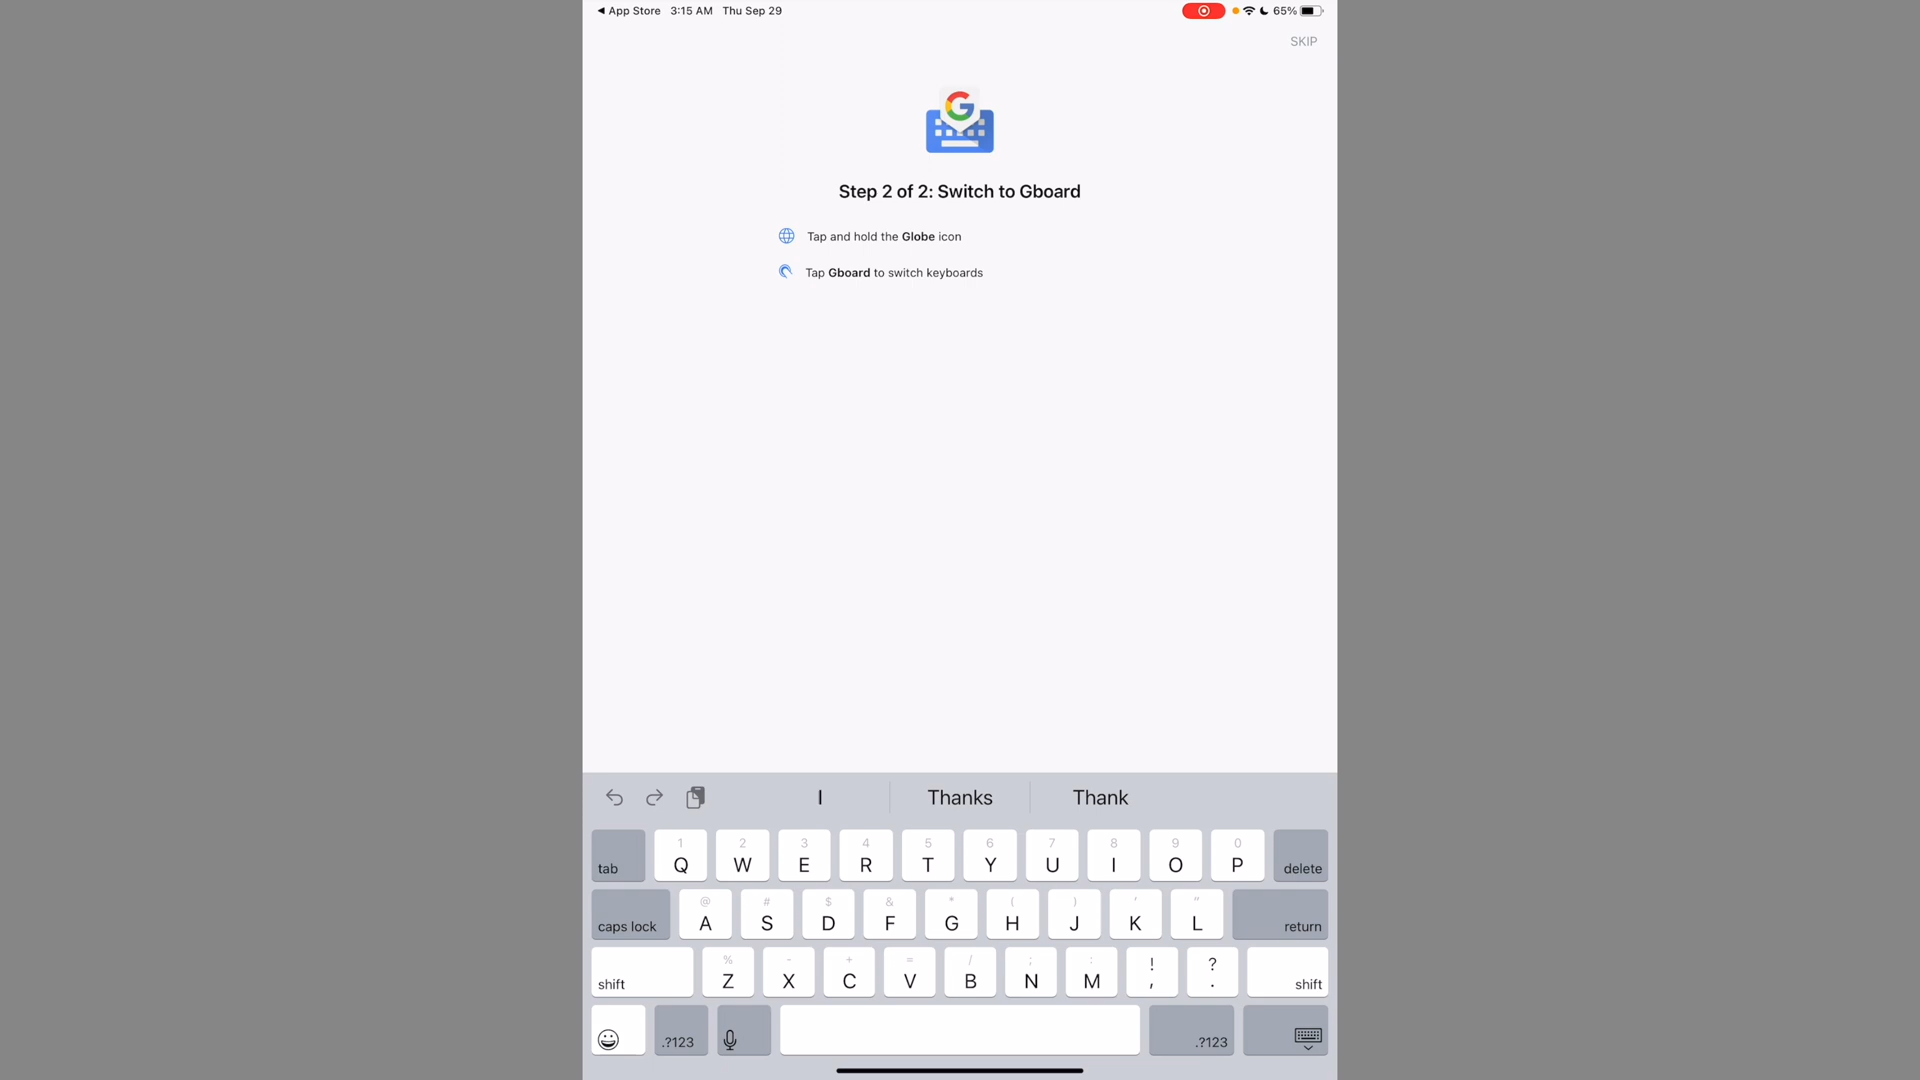 ◀ App Store 3:15 AM Thu Sep 29 65%
SKIP
G
Step 2 of 2: Switch to Gboard
Tap and hold the Globe icon
Tap Gboard to switch keyboards
I Thanks Thank
1 2 3 4 5 6 7 8 9 0
tab Q W E R T Y U I O P delete
@ # $ & * ( ) ' "
caps lock A S D F G H J K L return
% - + = / ; : ! ?
shift Z X C V B N M , . shift
.?123 .?123